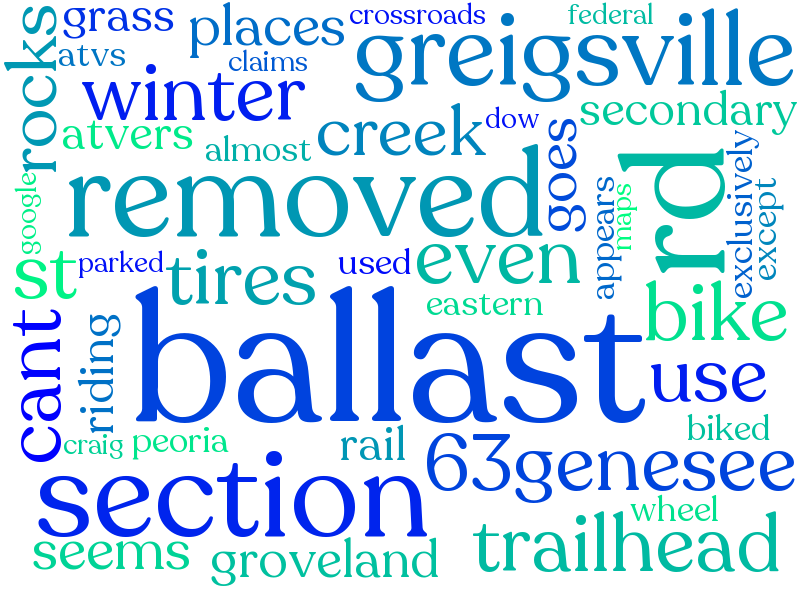 grass
places
crossroads
federal
rocks
atvs
claims
greigsville
winter
atvers
almost
creek
dow
secondary
google
removed
goes
rd
maps
exclusively
except
appears
st
parked
tires
used
even
eastern
bike
cant
riding
ballast
use
craig
peoria
rail
biked
63
genesee
section
wheel
seems
groveland
trailhead